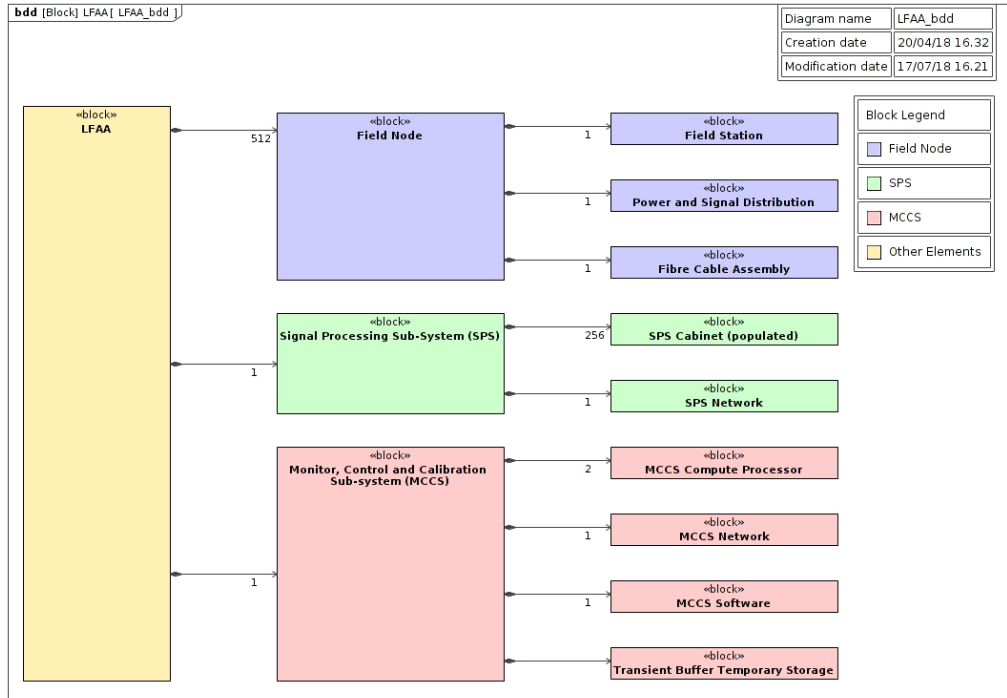 bdd [Block] LFAA[ LFAA_bdd ]
Diagram name LFAA_bdd
Creation date 20/04/18 16.32
Modification date 17/07/18 16.21
«block»
LFAA
512
1
1
«block»
Field Node
1
1
1
«block»
Field Station
«block»
Power and Signal Distribution
«block»
Fibre Cable Assembly
«block»
Signal Processing Sub-System (SPS)
256
1
«block»
SPS Cabinet (populated)
«block»
SPS Network
«block»
Monitor, Control and Calibration
Sub-system (MCCS)
2
1
1
«block»
MCCS Compute Processor
«block»
MCCS Network
«block»
MCCS Software
«block»
Transient Buffer Temporary Storage
Block Legend
Field Node
SPS
MCCS
Other Elements